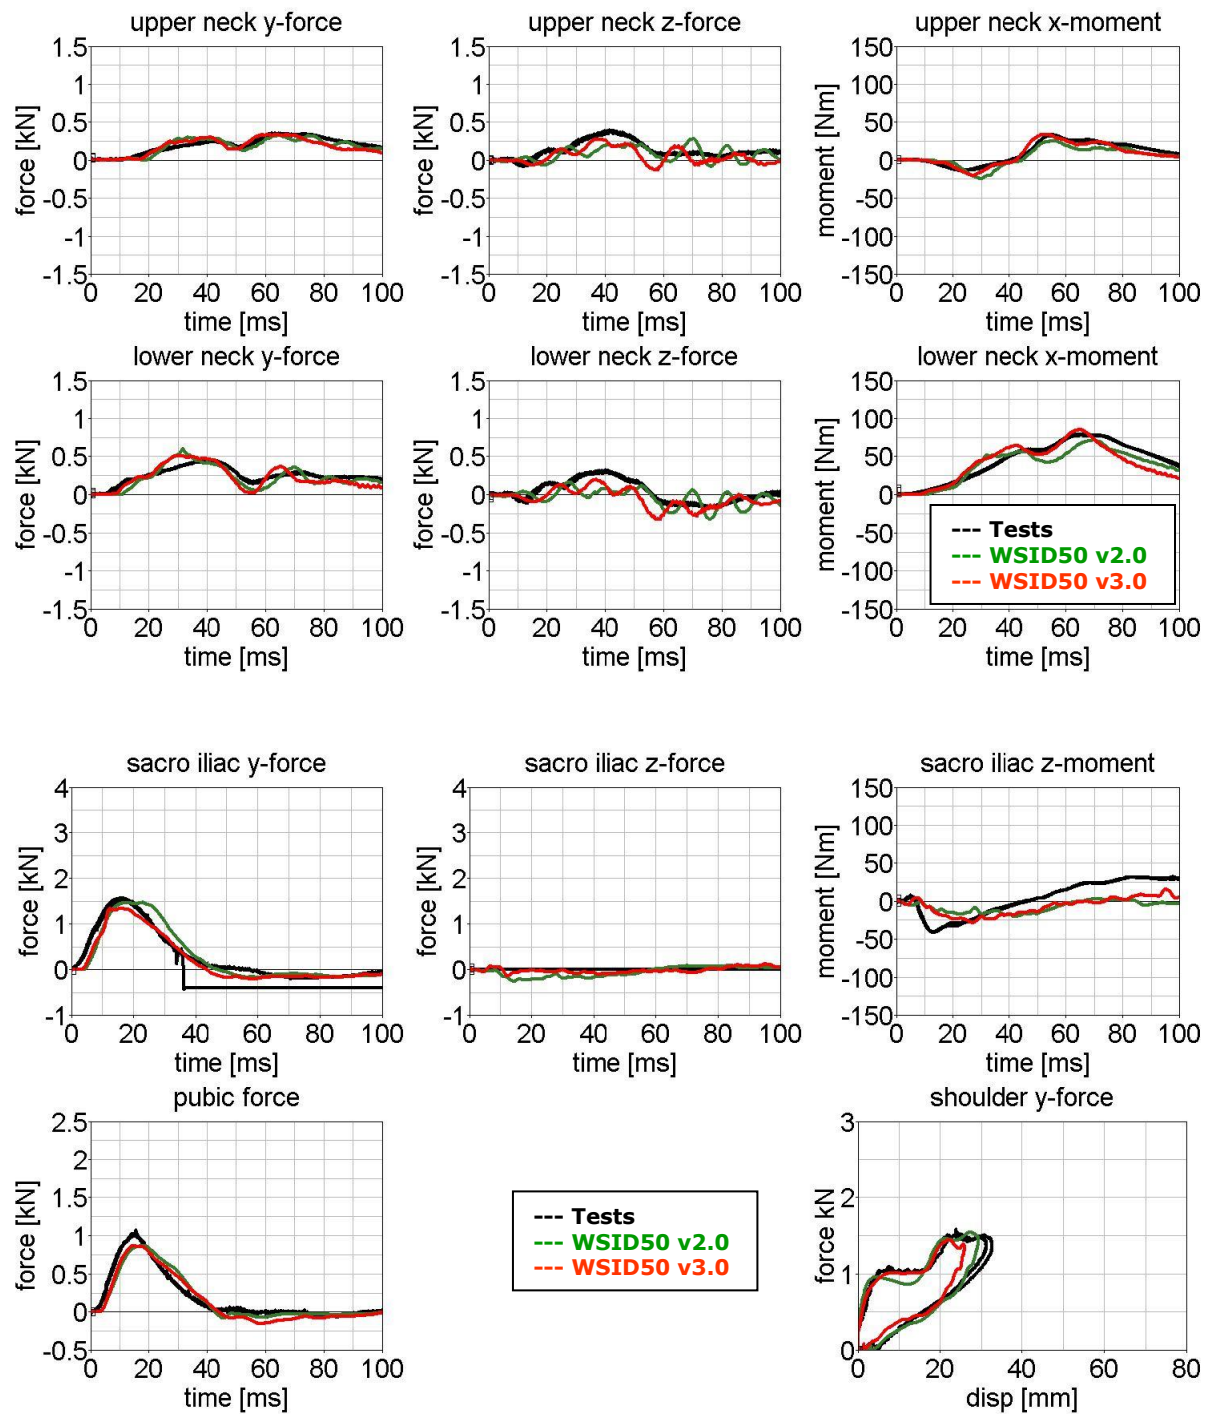 upper neck y-force
1.5
1
0.5
0
-0.5
-1
-1.5
force [kN]
0 20 40 60 80 100
time [ms]
upper neck z-force
1.5
1
0.5
0
-0.5
-1
-1.5
force [kN]
0 20 40 60 80 100
time [ms]
upper neck x-moment
150
100
50
0
-50
-100
-150
moment [Nm]
0 20 40 60 80 100
time [ms]
lower neck y-force
1.5
1
0.5
0
-0.5
-1
-1.5
force [kN]
0 20 40 60 80 100
time [ms]
lower neck z-force
1.5
1
0.5
0
-0.5
-1
-1.5
force [kN]
0 20 40 60 80 100
time [ms]
lower neck x-moment
150
100
50
0
-50
-100
-150
moment [Nm]
--- Tests
--- WSID50 v2.0
--- WSID50 v3.0
0 20 40 60 80 100
time [ms]
sacro iliac y-force
4
3
2
1
0
-1
force [kN]
0 20 40 60 80 100
time [ms]
sacro iliac z-force
4
3
2
1
0
-1
force [kN]
0 20 40 60 80 100
time [ms]
sacro iliac z-moment
150
100
50
0
-50
-100
-150
moment [Nm]
0 20 40 60 80 100
time [ms]
pubic force
2.5
2
1.5
1
0.5
0
-0.5
force [kN]
0 20 40 60 80 100
time [ms]
--- Tests
--- WSID50 v2.0
--- WSID50 v3.0
shoulder y-force
3
2
1
0
force kN
0 20 40 60 80
disp [mm]